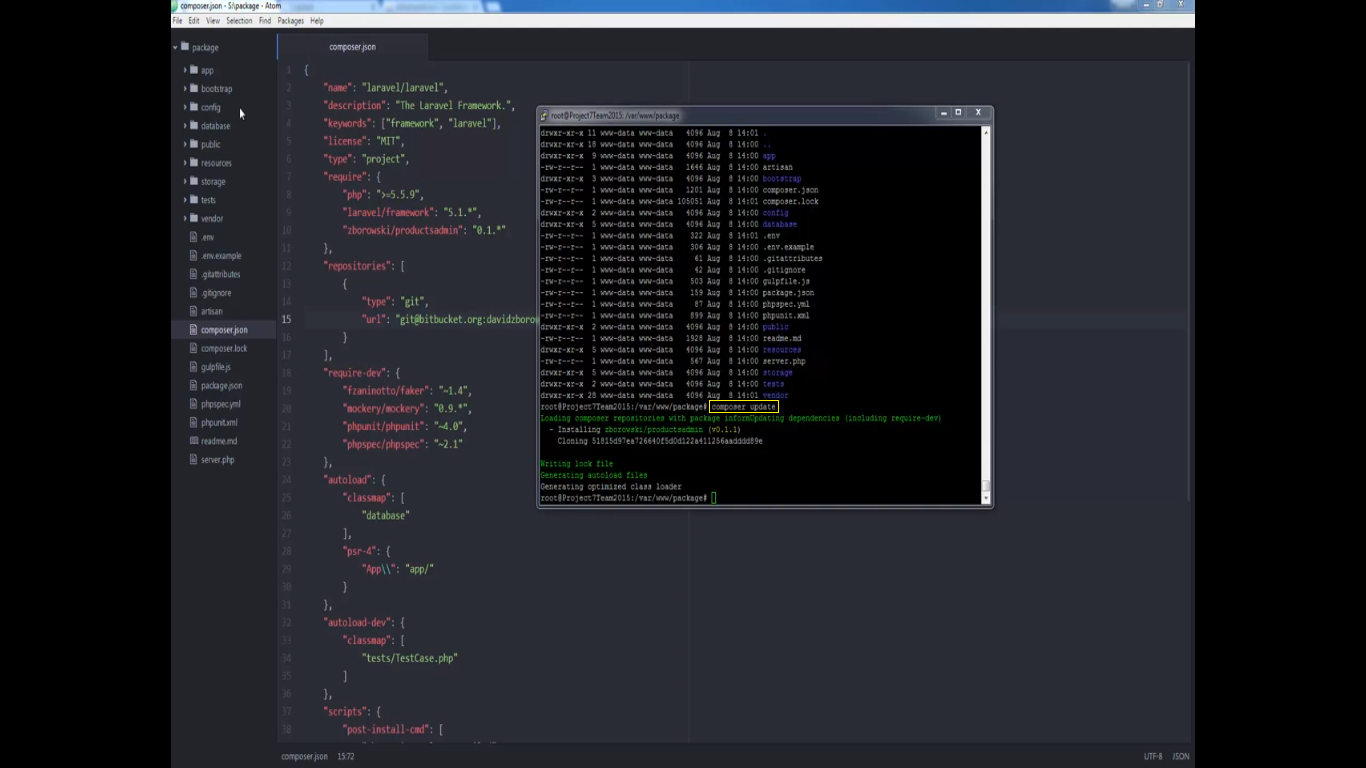 composer.json - S:\package - Atom
File Edit View Selection Find Packages Help
package
app
bootstrap
config
database
public
resources
storage
tests
vendor
.env
.env.example
.gitattributes
.gitignore
artisan
composer.json
composer.lock
gulpfile.js
package.json
phpspec.yml
phpunit.xml
readme.md
server.php
composer.json
1 {
2 "name": "laravel/laravel",
3 "description": "The Laravel Framework.",
4 "keywords": ["framework", "laravel"],
5 "license": "MIT",
6 "type": "project",
7 "require": {
8 "php": ">=5.5.9",
9 "laravel/framework": "5.1.*",
10 "zborowski/productsadmin": "0.1.*"
11 },
12 "repositories": [
13 {
14 "type": "git",
15 "url": "git@bitbucket.org:davidzborow
16 }
17 ],
18 "require-dev": {
19 "fzaninotto/faker": "~1.4",
20 "mockery/mockery": "0.9.*",
21 "phpunit/phpunit": "~4.0",
22 "phpspec/phpspec": "~2.1"
23 },
24 "autoload": {
25 "classmap": [
26 "database"
27 ],
28 "psr-4": {
29 "App\\": "app/"
30 }
31 },
32 "autoload-dev": {
33 "classmap": [
34 "tests/TestCase.php"
35 ]
36 },
37 "scripts": {
38 "post-install-cmd": [
root@Project7Team2015: /var/www/package
drwxr-xr-x 11 www-data www-data 4096 Aug 8 14:01 .
drwxr-xr-x 18 www-data www-data 4096 Aug 8 14:01 ..
drwxr-xr-x 9 www-data www-data 4096 Aug 8 14:00 app
-rw-r--r-- 1 www-data www-data 1646 Aug 8 14:00 artisan
drwxr-xr-x 3 www-data www-data 4096 Aug 8 14:00 bootstrap
-rw-r--r-- 1 www-data www-data 1201 Aug 8 14:00 composer.json
-rw-r--r-- 1 www-data www-data 105051 Aug 8 14:01 composer.lock
drwxr-xr-x 2 www-data www-data 4096 Aug 8 14:00 config
drwxr-xr-x 5 www-data www-data 4096 Aug 8 14:00 database
-rw-r--r-- 1 www-data www-data 322 Aug 8 14:01 .env
-rw-r--r-- 1 www-data www-data 306 Aug 8 14:00 .env.example
-rw-r--r-- 1 www-data www-data 61 Aug 8 14:00 .gitattributes
-rw-r--r-- 1 www-data www-data 42 Aug 8 14:00 .gitignore
-rw-r--r-- 1 www-data www-data 503 Aug 8 14:00 gulpfile.js
-rw-r--r-- 1 www-data www-data 159 Aug 8 14:00 package.json
-rw-r--r-- 1 www-data www-data 87 Aug 8 14:00 phpspec.yml
-rw-r--r-- 1 www-data www-data 899 Aug 8 14:00 phpunit.xml
drwxr-xr-x 2 www-data www-data 4096 Aug 8 14:00 public
-rw-r--r-- 1 www-data www-data 1928 Aug 8 14:00 readme.md
drwxr-xr-x 5 www-data www-data 4096 Aug 8 14:00 resources
-rw-r--r-- 1 www-data www-data 567 Aug 8 14:00 server.php
drwxr-xr-x 5 www-data www-data 4096 Aug 8 14:00 storage
drwxr-xr-x 2 www-data www-data 4096 Aug 8 14:00 tests
drwxr-xr-x 28 www-data www-data 4096 Aug 8 14:01 vendor
root@Project7Team2015:/var/www/package# composer update
Loading composer repositories with package informUpdating dependencies (including require-dev)
- Installing zborowski/productsadmin (v0.1.1)
Cloning 51815d97ea726640f5d0d122a411256aadddd89e
Writing lock file
Generating autoload files
Generating optimized class loader
root@Project7Team2015:/var/www/package#
composer.json 15:72
UTF-8 JSON